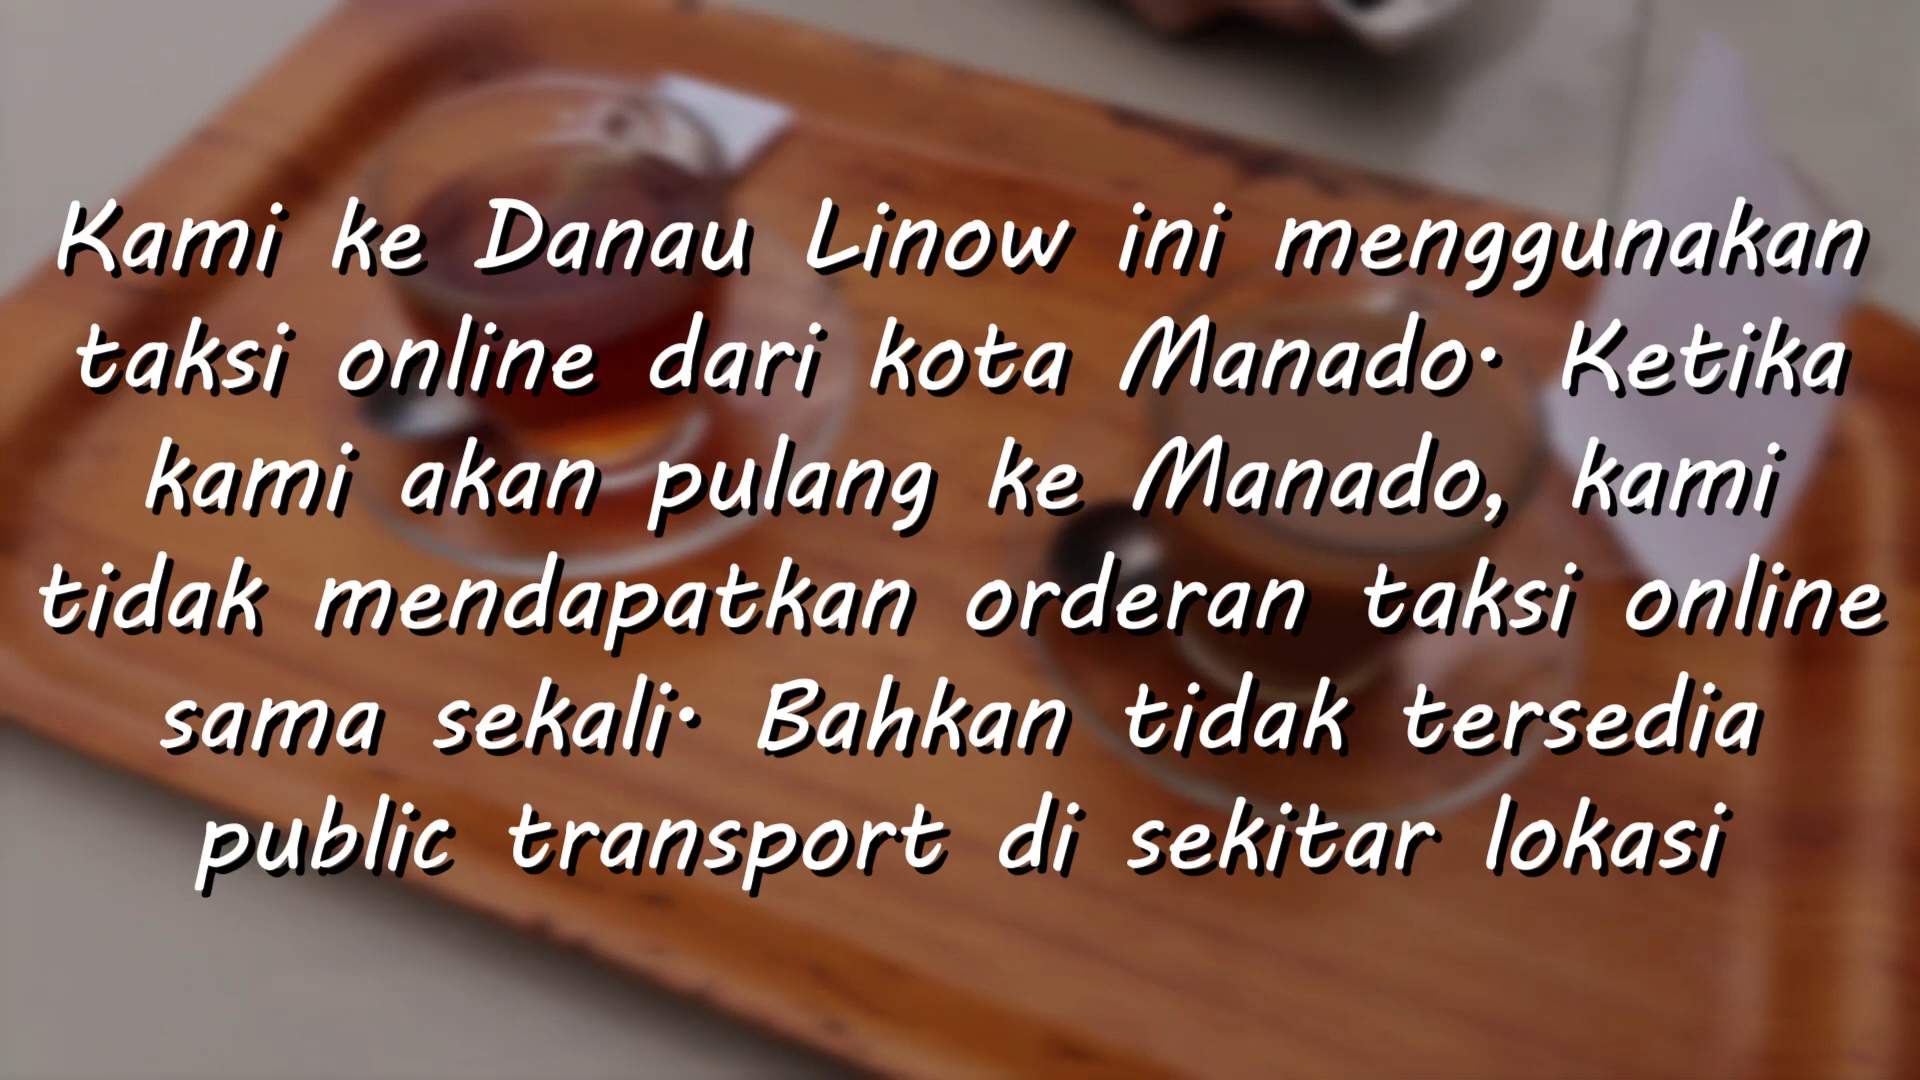 Kami ke Danau Linow ini menggunakan
taksi online dari kota Manado. Ketika
kami akan pulang ke Manado, kami
tidak mendapatkan orderan taksi online
sama sekali. Bahkan tidak tersedia
public transport di sekitar lokasi